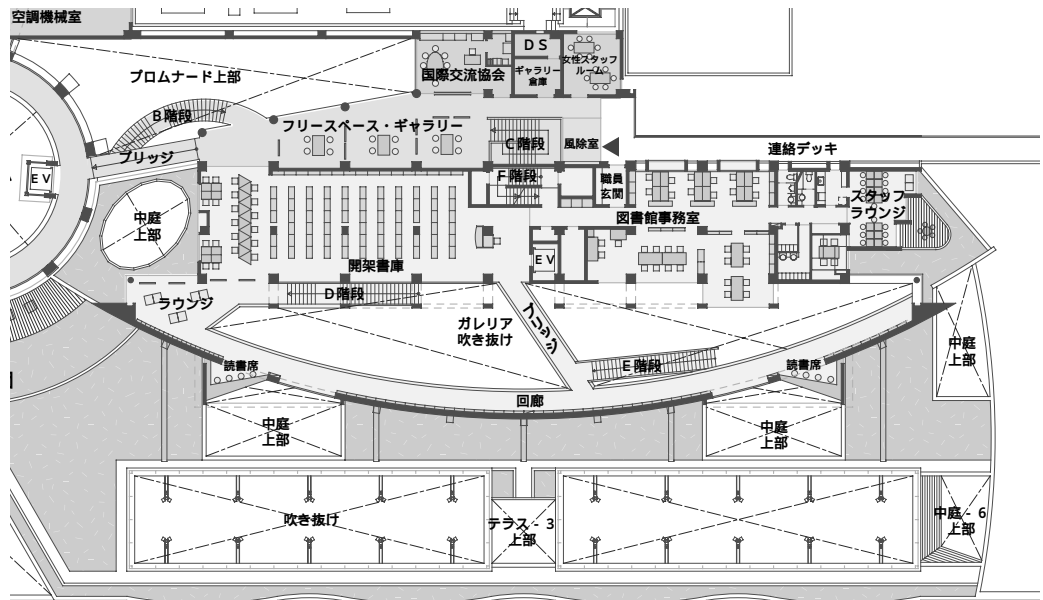 空調機械室
プロムナード上部
国際交流協会
DS
ギャラリー
倉庫
女性スタッフ
ルーム
B階段
フリースペース・ギャラリー
C階段
風除室
連絡デッキ
ブリッジ
EV
F階段
職員
玄関
中庭
上部
図書館事務室
スタッフ
ラウンジ
開架書庫
EV
D階段
ラウンジ
ガレリア
吹き抜け
ブリッジ
中庭
上部
読書席
E階段
読書席
回廊
中庭
上部
中庭
上部
吹き抜け
テラス-3
上部
中庭-6
上部